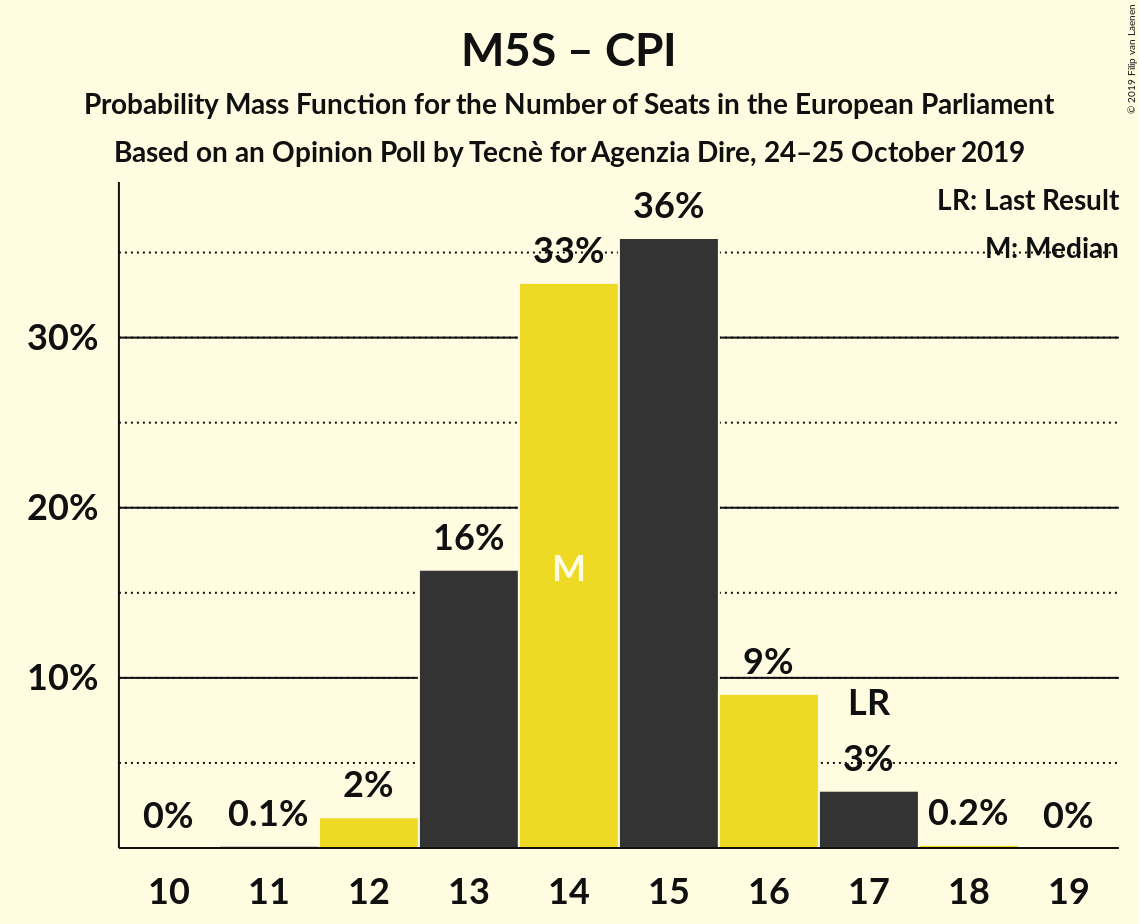 M5S – CPI
Probability Mass Function for the Number of Seats in the European Parliament
Based on an Opinion Poll by Tecnè for Agenzia Dire, 24–25 October 2019
© 2019 Filip van Laenen
LR: Last Result
M: Median
36%
33%
30%
20%
16%
M
10%
9%
LR
3%
2%
0%
0.1%
0.2%
0%
10 11 12 13 14 15 16 17 18 19